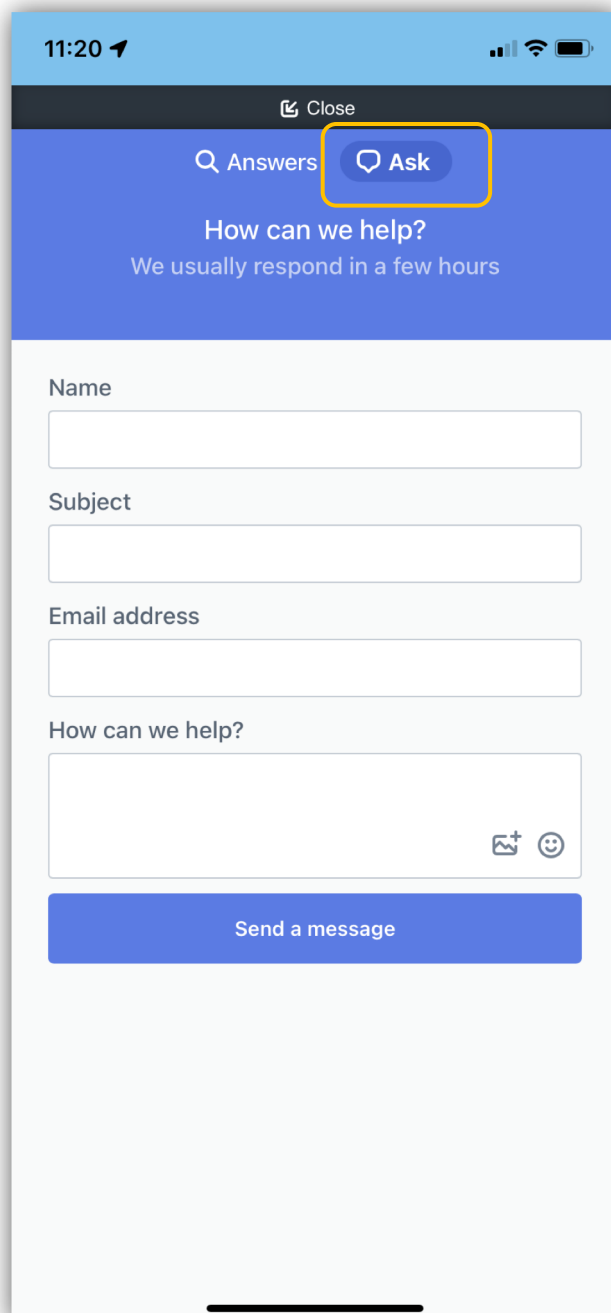 11:20
Close
Answers
Ask
How can we help?
We usually respond in a few hours
Name
Subject
Email address
How can we help?
Send a message